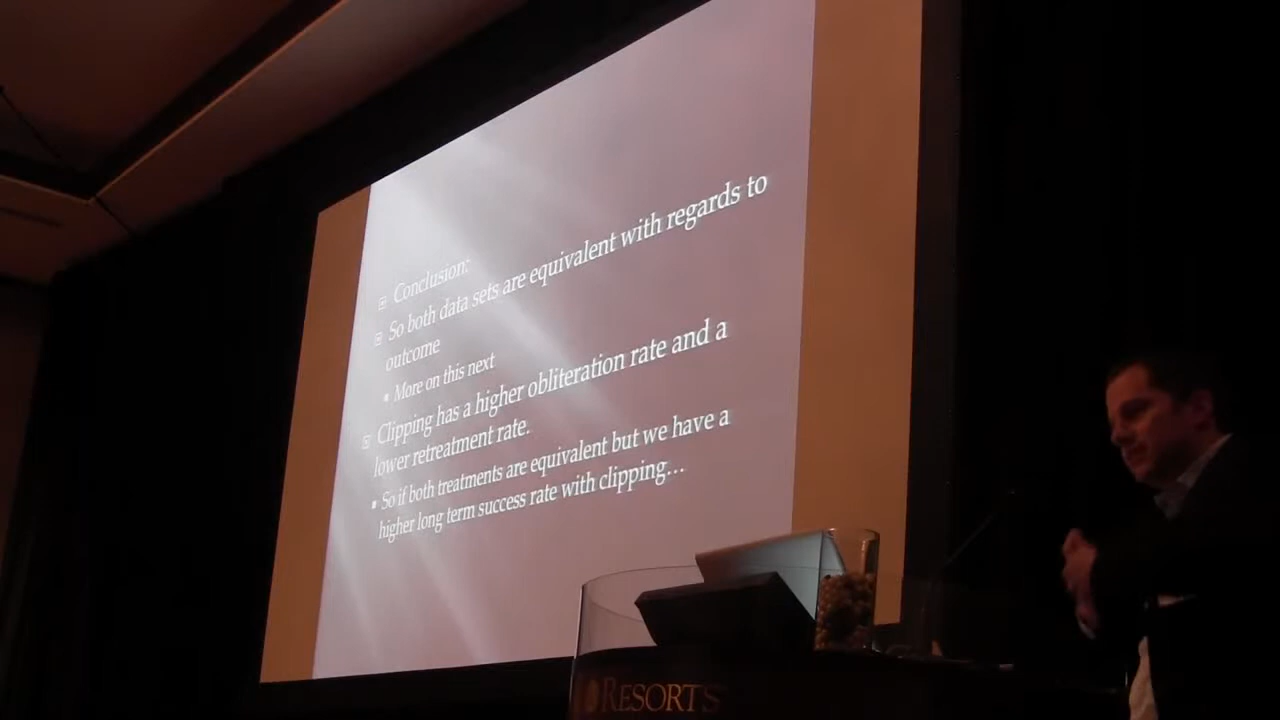 Conclusion:
So both data sets are equivalent with regards to
outcome
More on this next
Clipping has a higher obliteration rate and a
lower retreatment rate.
So if both treatments are equivalent but we have a
higher long term success rate with clipping...
RESORTS